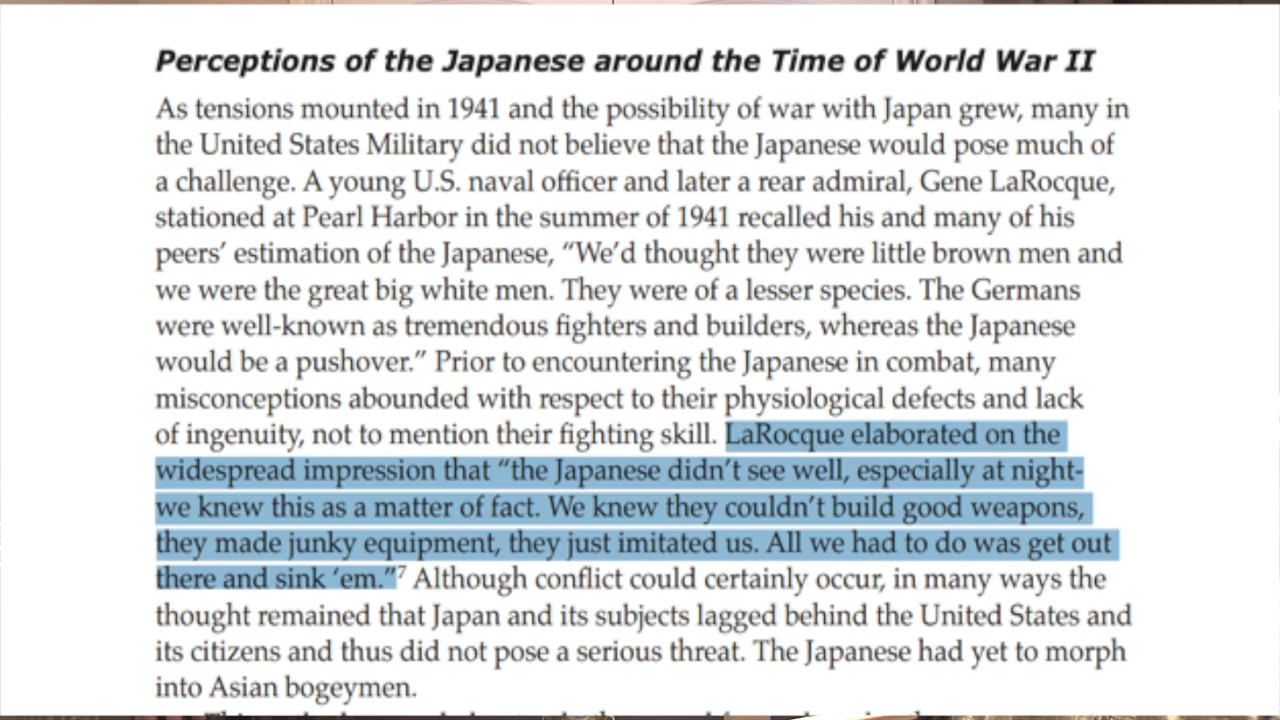 Perceptions of the Japanese around the Time of World War II
As tensions mounted in 1941 and the possibility of war with Japan grew, many in
the United States Military did not believe that the Japanese would pose much of
a challenge. A young U.S. naval officer and later a rear admiral, Gene LaRocque,
stationed at Pearl Harbor in the summer of 1941 recalled his and many of his
peers’ estimation of the Japanese, “We’d thought they were little brown men and
we were the great big white men. They were of a lesser species. The Germans
were well-known as tremendous fighters and builders, whereas the Japanese
would be a pushover.” Prior to encountering the Japanese in combat, many
misconceptions abounded with respect to their physiological defects and lack
of ingenuity, not to mention their fighting skill. LaRocque elaborated on the
widespread impression that “the Japanese didn’t see well, especially at night-
we knew this as a matter of fact. We knew they couldn’t build good weapons,
they made junky equipment, they just imitated us. All we had to do was get out
there and sink ‘em.”7 Although conflict could certainly occur, in many ways the
thought remained that Japan and its subjects lagged behind the United States and
its citizens and thus did not pose a serious threat. The Japanese had yet to morph
into Asian bogeymen.